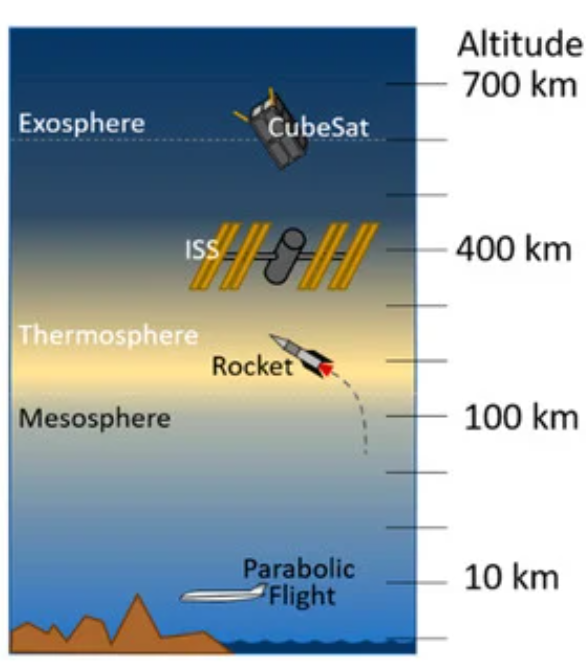 Altitude
700 km
Exosphere
CubeSat
ISS
400 km
Thermosphere
Rocket
Mesosphere
100 km
Parabolic
Flight
10 km